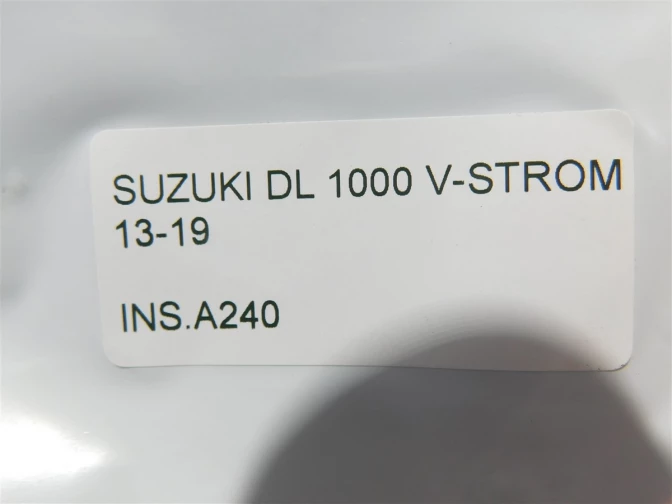 SUZUKI DL 1000 V-STROM
13-19
INS.A240